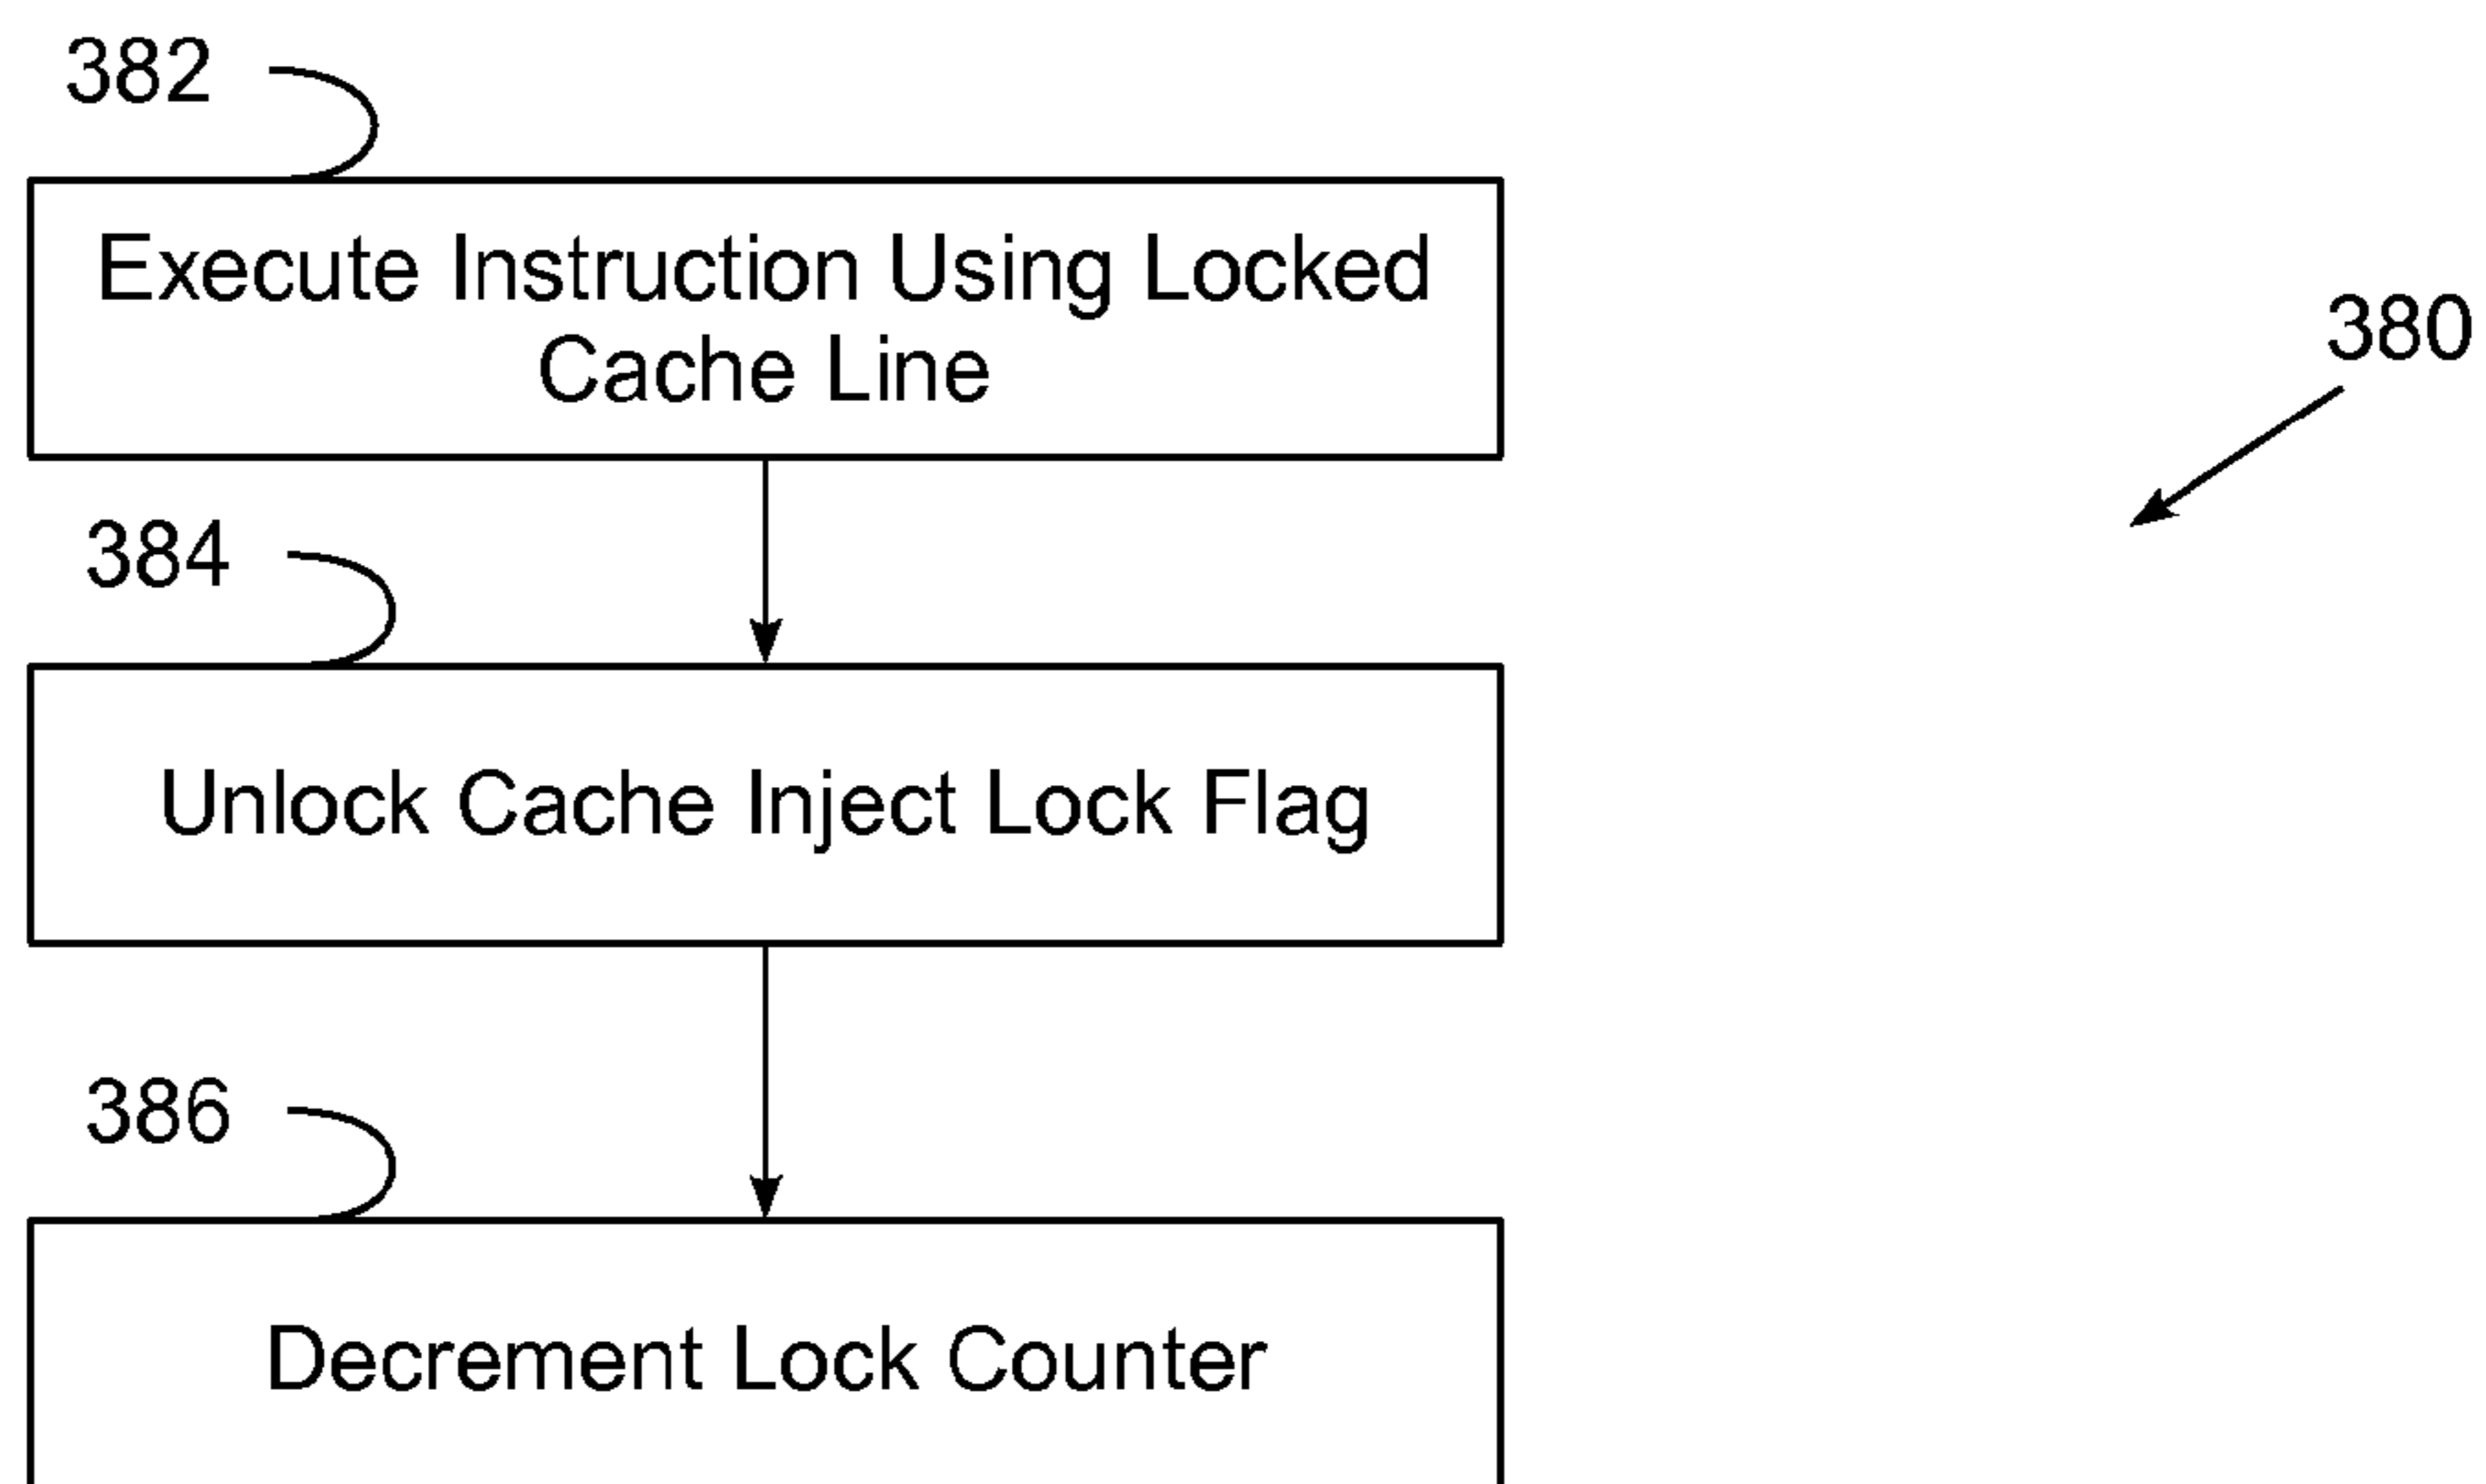 382
Execute Instruction Using Locked
Cache Line
380
384
Unlock Cache Inject Lock Flag
386
Decrement Lock Counter